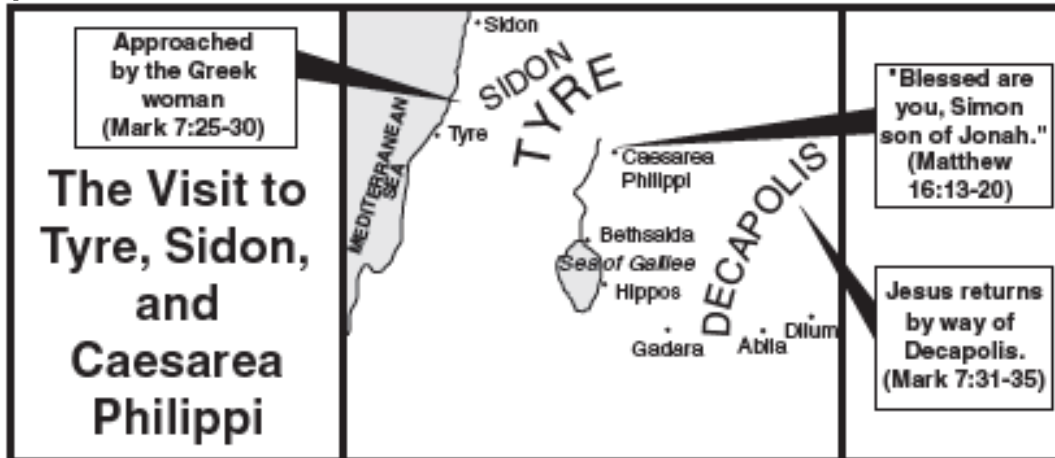 Approached
by the Greek
woman
(Mark 7:25-30)
The Visit to
Tyre, Sidon,
and
Caesarea
Philippi
Sidon
SIDON
TYRE
Tyre
MEDITERRANEAN
SEA
Caesarea
Philippi
Bethsaida
Sea of Galilee
Hippos
DECAPOLIS
Gadara
Abila
Dilum
"Blessed are
you, Simon
son of Jonah."
(Matthew
16:13-20)
Jesus returns
by way of
Decapolis.
(Mark 7:31-35)